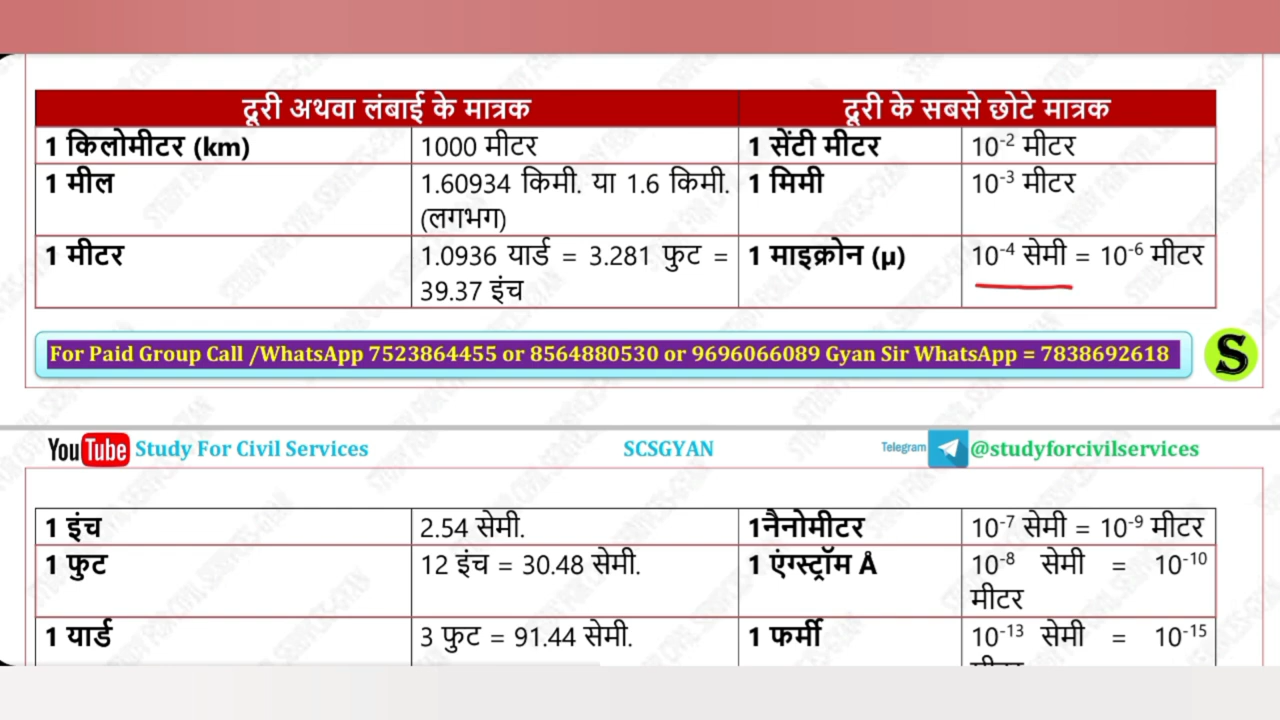 दूरी अथवा लंबाई के मात्रक दूरी के सबसे छोटे मात्रक
1 किलोमीटर (km) 1000 मीटर 1 सेंटी मीटर 10⁻² मीटर
1 मील 1.60934 किमी. या 1.6 किमी. 1 मिमी 10⁻³ मीटर
(लगभग)
1 मीटर 1.0936 यार्ड = 3.281 फुट = 1 माइक्रोन (µ) 10⁻⁴ सेमी = 10⁻⁶ मीटर
39.37 इंच
For Paid Group Call /WhatsApp 7523864455 or 8564880530 or 9696066089 Gyan Sir WhatsApp = 7838692618
S
YouTube Study For Civil Services SCSGYAN Telegram @studyforcivilservices
1 इंच 2.54 सेमी. 1नैनोमीटर 10⁻⁷ सेमी = 10⁻⁹ मीटर
1 फुट 12 इंच = 30.48 सेमी. 1 एंग्स्ट्रॉम Å 10⁻⁸ सेमी = 10⁻¹⁰
मीटर
1 यार्ड 3 फुट = 91.44 सेमी. 1 फर्मी 10⁻¹³ सेमी = 10⁻¹⁵